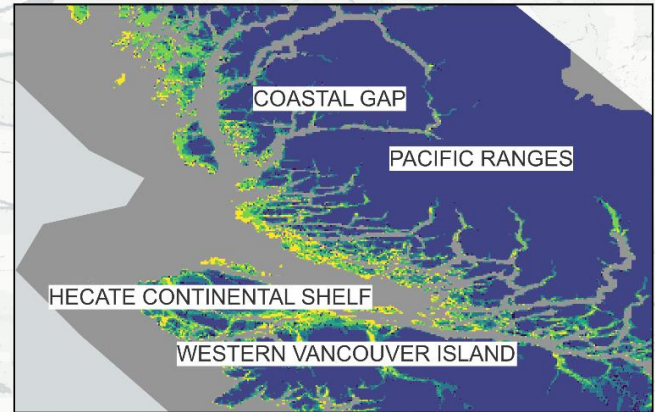 COASTAL GAP
PACIFIC RANGES
HECATE CONTINENTAL SHELF
WESTERN VANCOUVER ISLAND